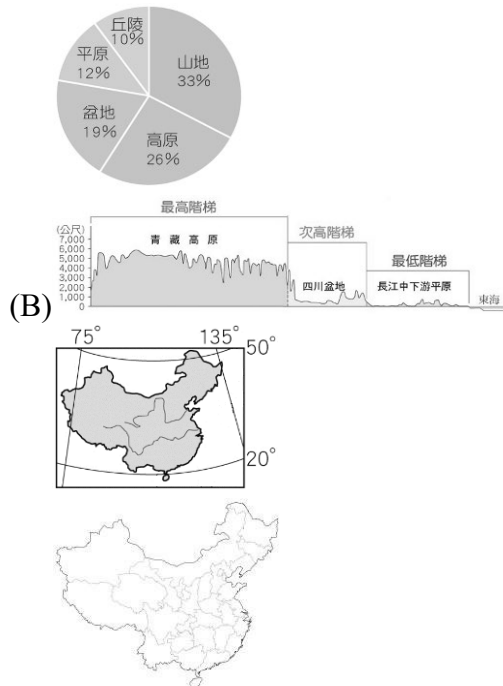 丘陵
10%
山地
33%
平原
12%
盆地
19%
高原
26%
最高階梯
(公尺)
7,000
6,000
5,000
4,000
3,000
2,000
1,000
0
青藏高原
次高階梯
四川盆地
最低階梯
長江中下游平原
東海
(B)
75°
135°
50°
20°